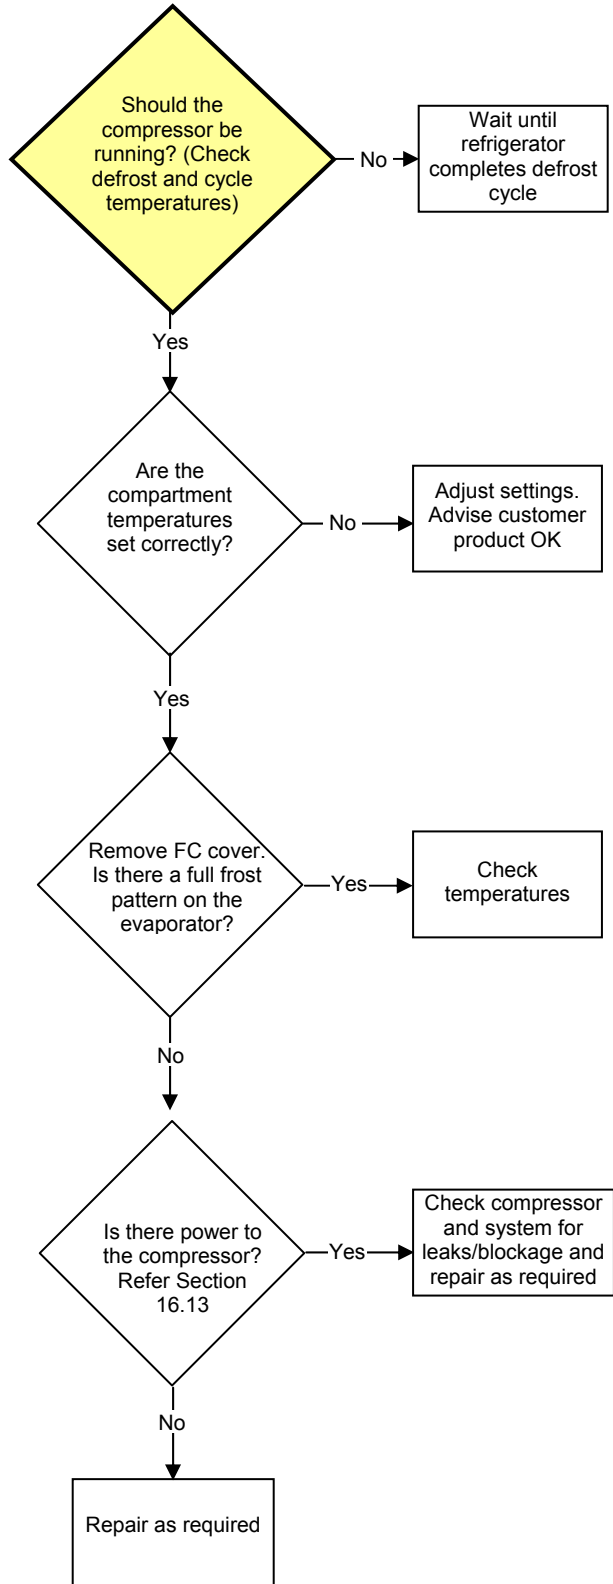 Should the
compressor be
running? (Check
defrost and cycle
temperatures)
No
Wait until
refrigerator
completes defrost
cycle
Yes
Are the
compartment
temperatures
set correctly?
No
Adjust settings.
Advise customer
product OK
Yes
Remove FC cover.
Is there a full frost
pattern on the
evaporator?
Yes
Check
temperatures
No
Is there power to
the compressor?
Refer Section
16.13
Yes
Check compressor
and system for
leaks/blockage and
repair as required
No
Repair as required